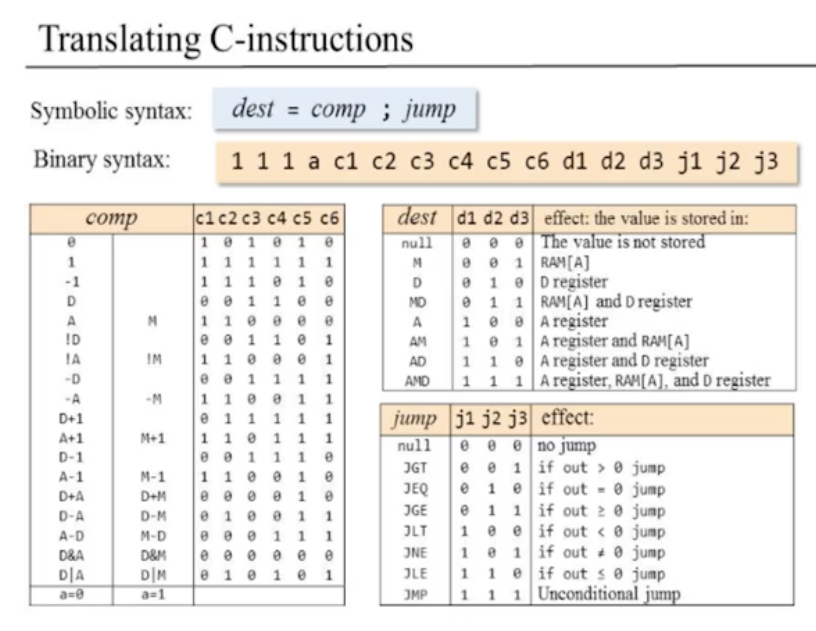 Translating C-instructions
Symbolic syntax: dest = comp ; jump
Binary syntax: 1 1 1 a c1 c2 c3 c4 c5 c6 d1 d2 d3 j1 j2 j3
comp c1 c2 c3 c4 c5 c6
0 1 0 1 0 1 0
1 1 1 1 1 1 1
-1 1 1 1 0 1 0
D 0 0 1 1 0 0
A M 1 1 0 0 0 0
!D 0 0 1 1 0 1
!A !M 1 1 0 0 0 1
-D 0 0 1 1 1 1
-A -M 1 1 0 0 1 1
D+1 0 1 1 1 1 1
A+1 M+1 1 1 0 1 1 1
D-1 0 0 1 1 1 0
A-1 M-1 1 1 0 0 1 0
D+A D+M 0 0 0 0 1 0
D-A D-M 0 1 0 0 1 1
A-D M-D 0 0 0 1 1 1
D&A D&M 0 0 0 0 0 0
D|A D|M 0 1 0 1 0 1
a=0 a=1
dest d1 d2 d3 effect: the value is stored in:
null 0 0 0 The value is not stored
M 0 0 1 RAM[A]
D 0 1 0 D register
MD 0 1 1 RAM[A] and D register
A 1 0 0 A register
AM 1 0 1 A register and RAM[A]
AD 1 1 0 A register and D register
AMD 1 1 1 A register, RAM[A], and D register
jump j1 j2 j3 effect:
null 0 0 0 no jump
JGT 0 0 1 if out > 0 jump
JEQ 0 1 0 if out = 0 jump
JGE 0 1 1 if out ≥ 0 jump
JLT 1 0 0 if out < 0 jump
JNE 1 0 1 if out ≠ 0 jump
JLE 1 1 0 if out ≤ 0 jump
JMP 1 1 1 Unconditional jump